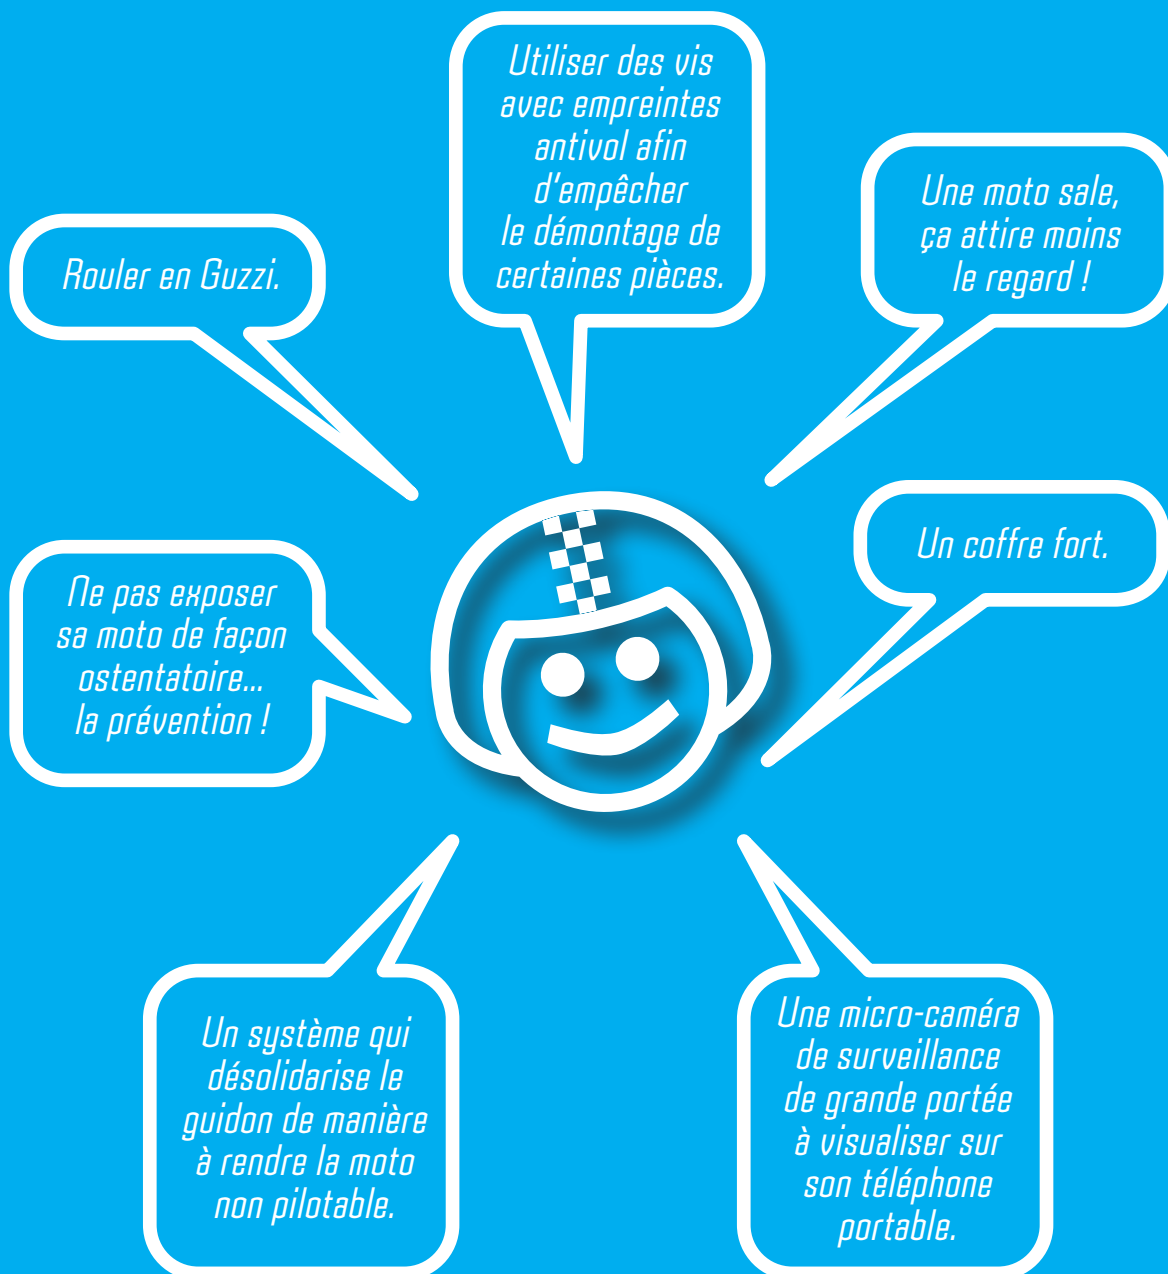 Utiliser des vis
avec empreintes
antivol afin
d'empêcher
le démontage de
certaines pièces.
Une moto sale,
ça attire moins
le regard !
Rouler en Guzzi.
Un coffre fort.
Ne pas exposer
sa moto de façon
ostentatoire...
la prévention !
Un système qui
désolidarise le
guidon de manière
à rendre la moto
non pilotable.
Une micro-caméra
de surveillance
de grande portée
à visualiser sur
son téléphone
portable.